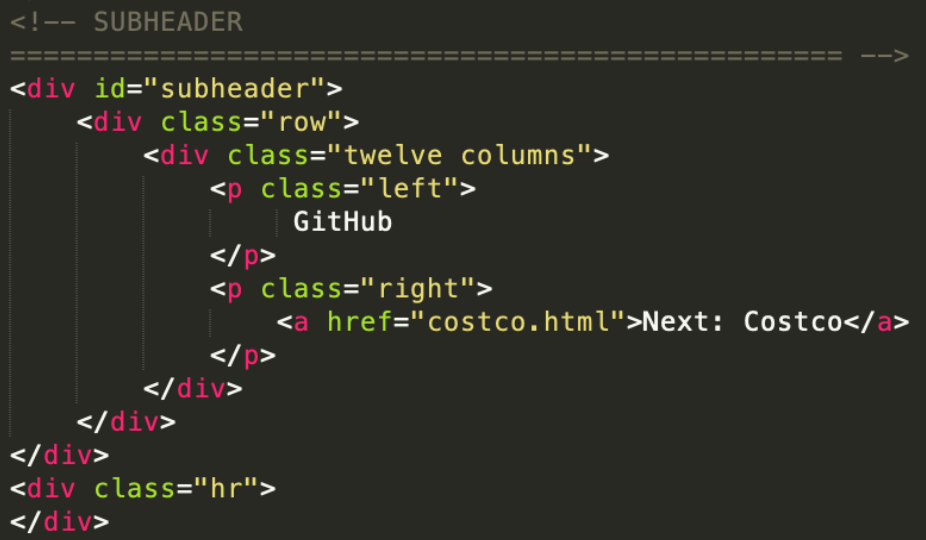 <!-- SUBHEADER
================================================== -->
<div id="subheader">
    <div class="row">
        <div class="twelve columns">
            <p class="left">
                 GitHub
            </p>
            <p class="right">
                <a href="costco.html">Next: Costco</a>
            </p>
        </div>
    </div>
</div>
<div class="hr">
</div>